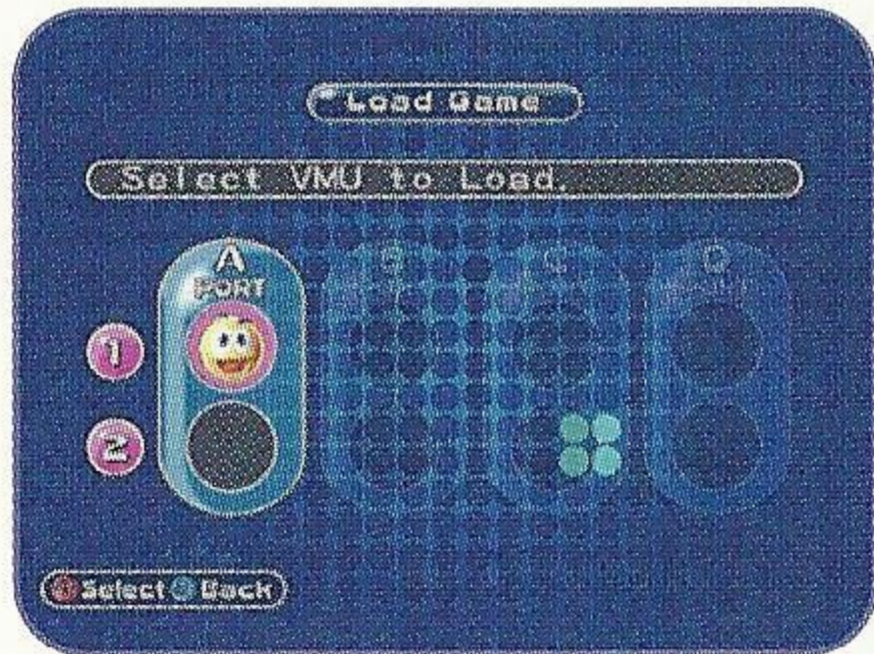 Load Game
Select VMU to Load.
A B C D
PORT
1
2
A Select B Back